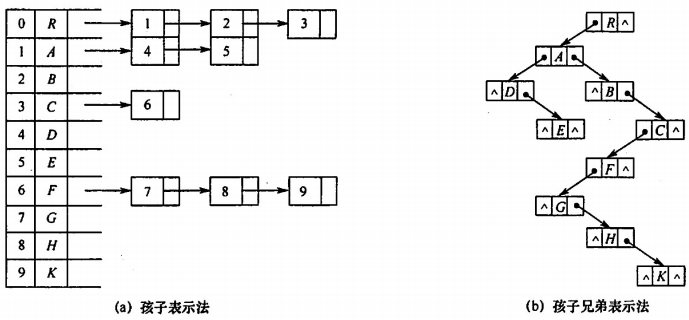 0 R 1 2 3
1 A 4 5
2 B
3 C 6
4 D
5 E
6 F 7 8 9
7 G
8 H
9 K
(a) 孩子表示法
R ^
A
^ D
^ B
^ E ^
C ^
F ^
^ G
^ H
^ K ^
(b) 孩子兄弟表示法